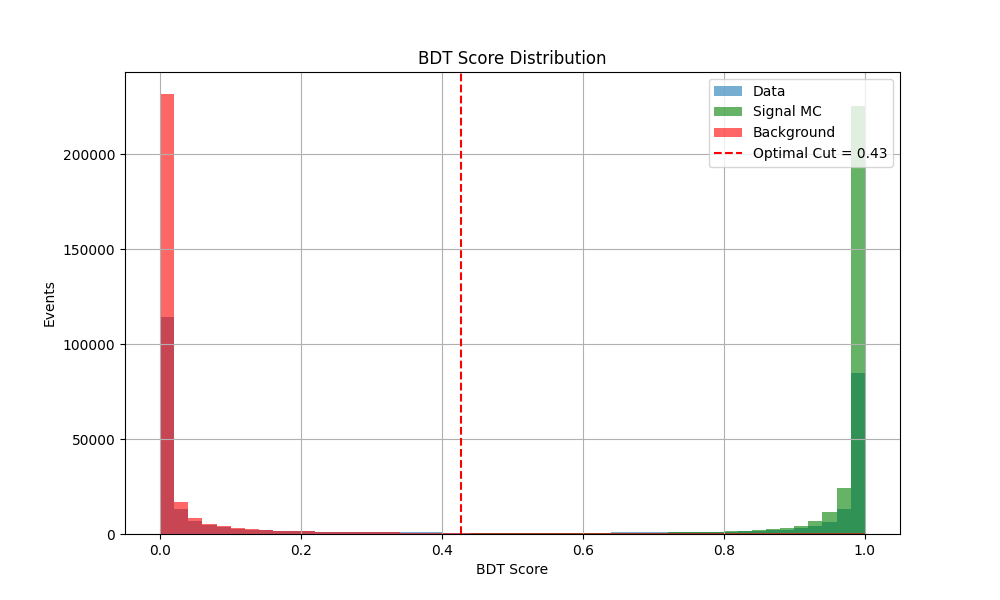 BDT Score Distribution
Data
Signal MC
Background
Optimal Cut = 0.43
Events
200000
150000
100000
50000
0
0.0 0.2 0.4 0.6 0.8 1.0
BDT Score